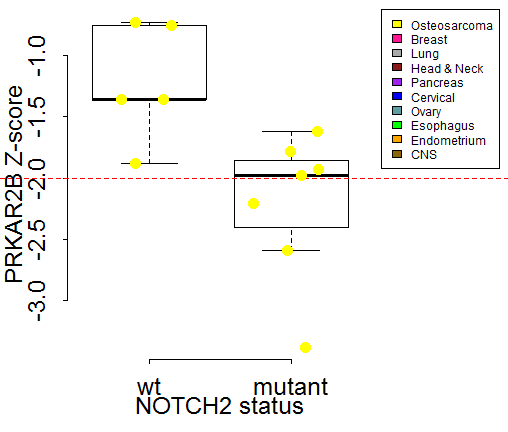 PRKAR2B Z-score
-1.0
-1.5
-2.0
-2.5
-3.0
wt
mutant
NOTCH2 status
Osteosarcoma
Breast
Lung
Head & Neck
Pancreas
Cervical
Ovary
Esophagus
Endometrium
CNS